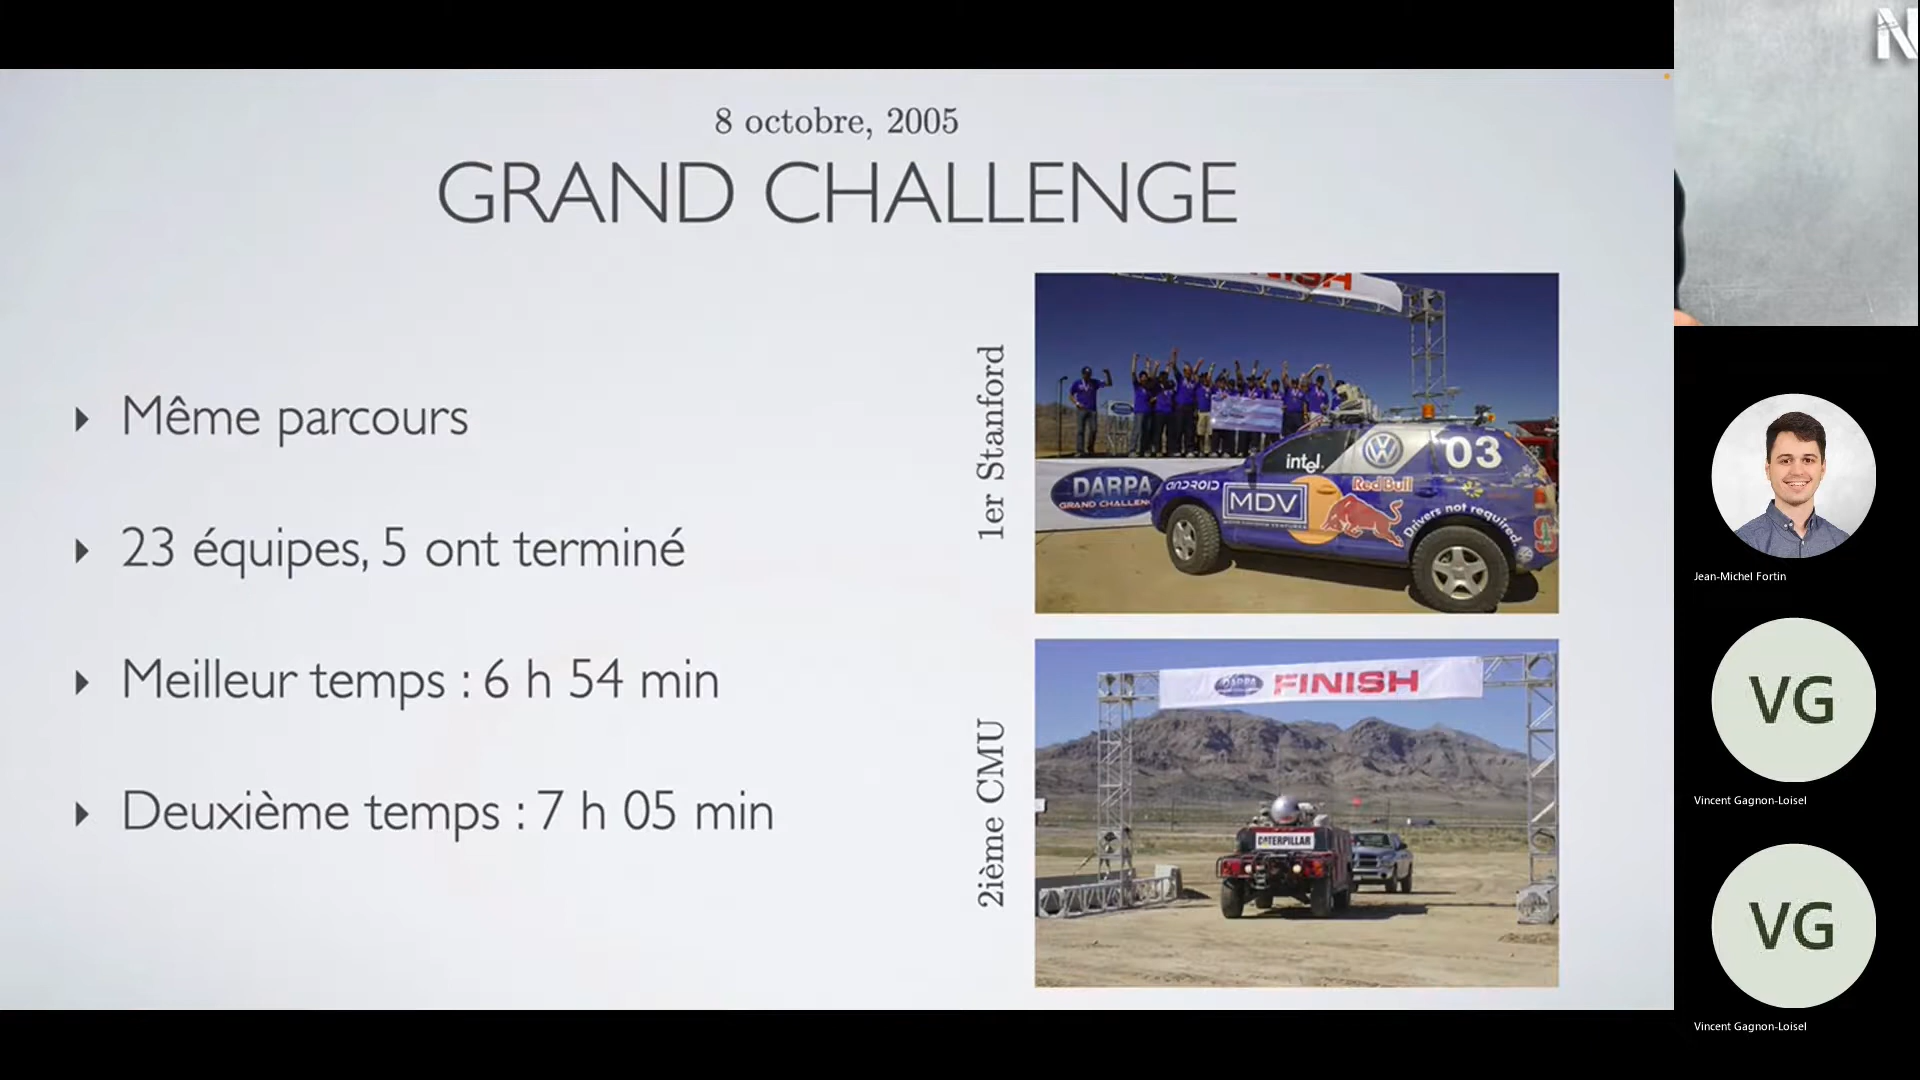 8 octobre, 2005
GRAND CHALLENGE
Même parcours
23 équipes, 5 ont terminé
Meilleur temps : 6 h 54 min
Deuxième temps : 7 h 05 min
1er Stanford
DARPA
GRAND CHALLENGE
ANDROID
intel
MDV
RedBull
03
Drivers not required.
2ième CMU
DARPA FINISH
CATERPILLAR
N
Jean-Michel Fortin
VG
Vincent Gagnon-Loisel
VG
Vincent Gagnon-Loisel